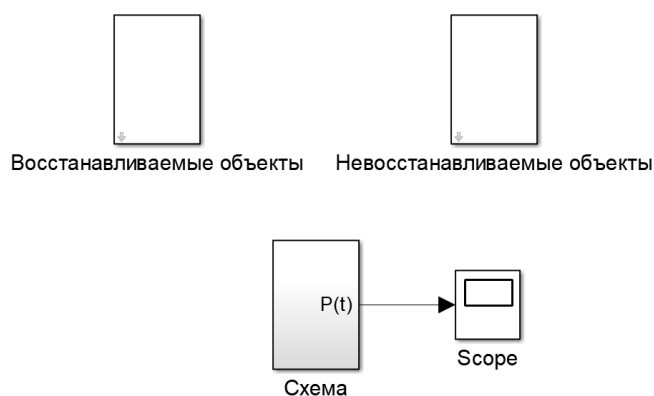 Восстанавливаемые объекты
Невосстанавливаемые объекты
P(t)
Scope
Схема